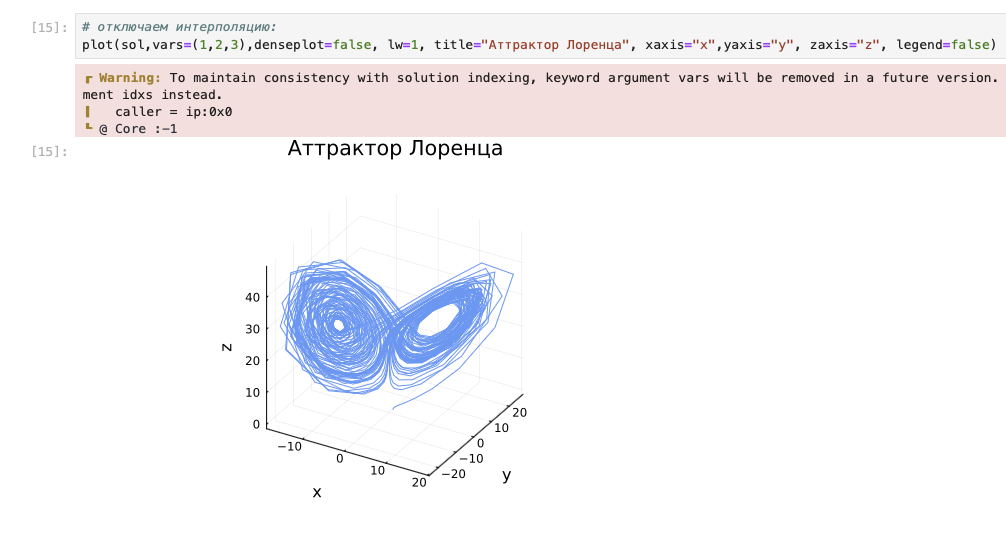 [15]: # отключаем интерполяцию:
plot(sol,vars=(1,2,3),denseplot=false, lw=1, title="Аттрактор Лоренца", xaxis="x",yaxis="y", zaxis="z", legend=false)
┌ Warning: To maintain consistency with solution indexing, keyword argument vars will be removed in a future version.
ment idxs instead.
│   caller = ip:0x0
└ @ Core :-1
[15]:
Аттрактор Лоренца
40
30
20
10
0
z
−10
0
10
20
x
20
10
0
−10
−20
y